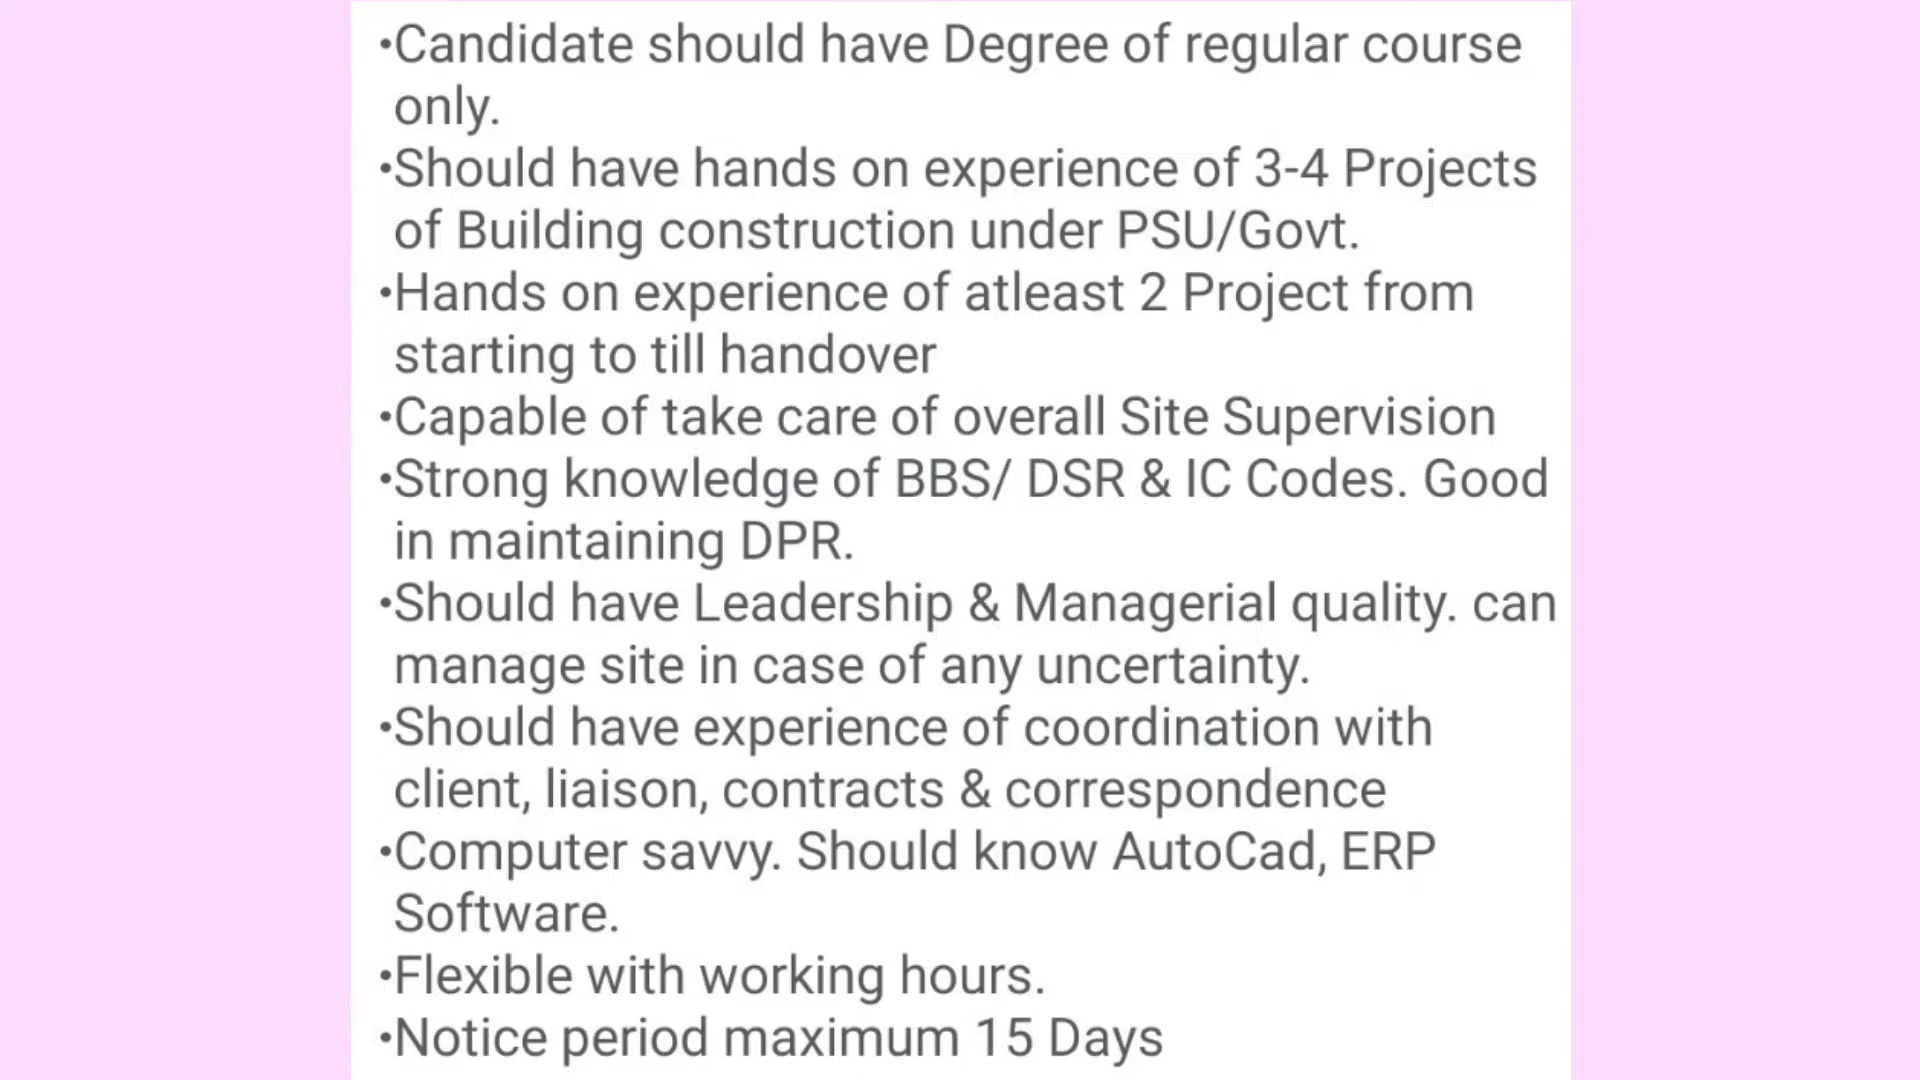 •Candidate should have Degree of regular course
only.
•Should have hands on experience of 3-4 Projects
of Building construction under PSU/Govt.
•Hands on experience of atleast 2 Project from
starting to till handover
•Capable of take care of overall Site Supervision
•Strong knowledge of BBS/ DSR & IC Codes. Good
in maintaining DPR.
•Should have Leadership & Managerial quality. can
manage site in case of any uncertainty.
•Should have experience of coordination with
client, liaison, contracts & correspondence
•Computer savvy. Should know AutoCad, ERP
Software.
•Flexible with working hours.
•Notice period maximum 15 Days